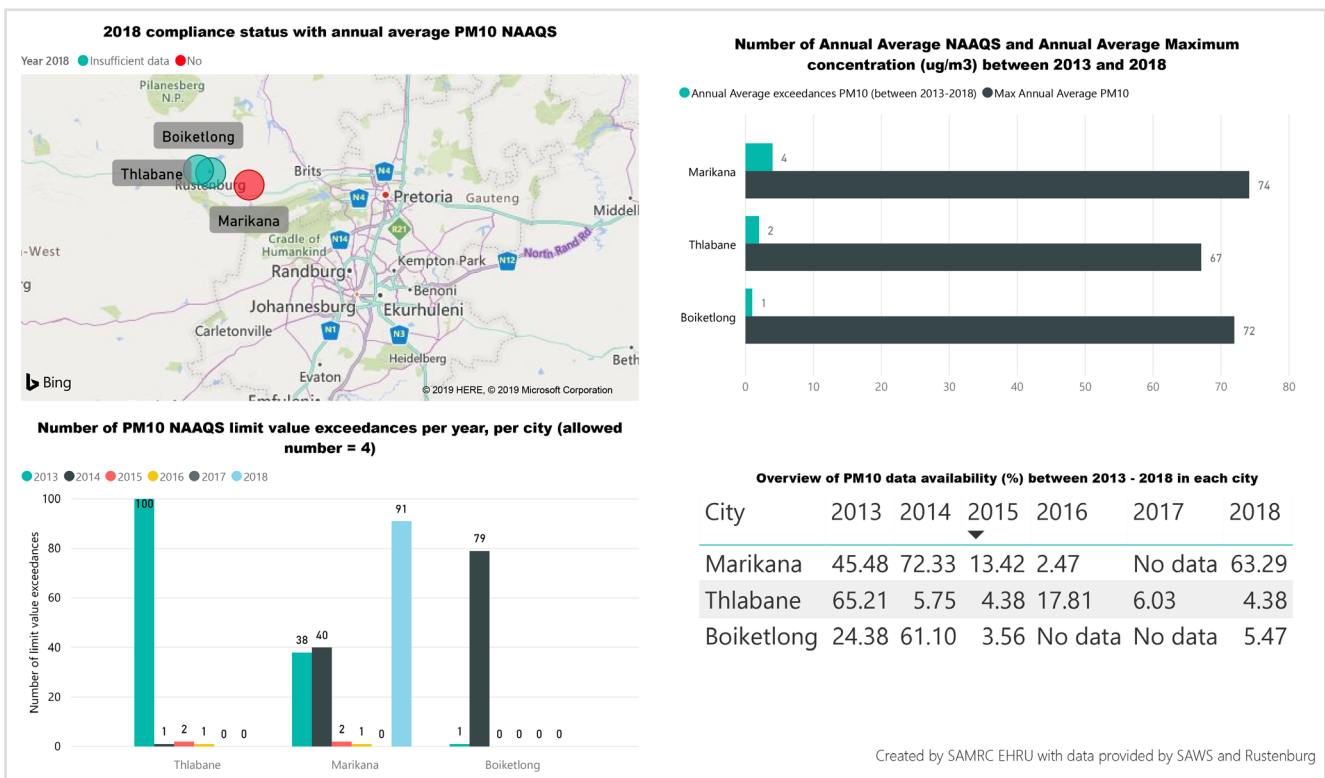 2018 compliance status with annual average PM10 NAAQS
Year 2018 Insufficient data No
Pilanesberg
N.P.
Boiketlong
Thlabane
Rustenburg
Marikana
Brits
N4
N4
Pretoria
Gauteng
Middell
-West
Cradle of
Humankind
N14
R21
North Rand Rd
Kempton Park
N12
rg
Randburg
Benoni
Johannesburg
Ekurhuleni
Carletonville
N1
N3
Heidelberg
Beth
Evaton
Emfuleni
Bing
© 2019 HERE, © 2019 Microsoft Corporation
Number of Annual Average NAAQS and Annual Average Maximum
concentration (ug/m3) between 2013 and 2018
Annual Average exceedances PM10 (between 2013-2018) Max Annual Average PM10
Marikana
4
74
Thlabane
2
67
Boiketlong
1
72
0 10 20 30 40 50 60 70 80
Number of PM10 NAAQS limit value exceedances per year, per city (allowed
number = 4)
2013 2014 2015 2016 2017 2018
Number of limit value exceedances
100
80
60
40
20
0
100 1 2 1 0 0
38 40 2 1 0 91
1 79 0 0 0 0
Thlabane Marikana Boiketlong
Overview of PM10 data availability (%) between 2013 - 2018 in each city
City 2013 2014 2015 2016 2017 2018
Marikana 45.48 72.33 13.42 2.47 No data 63.29
Thlabane 65.21 5.75 4.38 17.81 6.03 4.38
Boiketlong 24.38 61.10 3.56 No data No data 5.47
Created by SAMRC EHRU with data provided by SAWS and Rustenburg